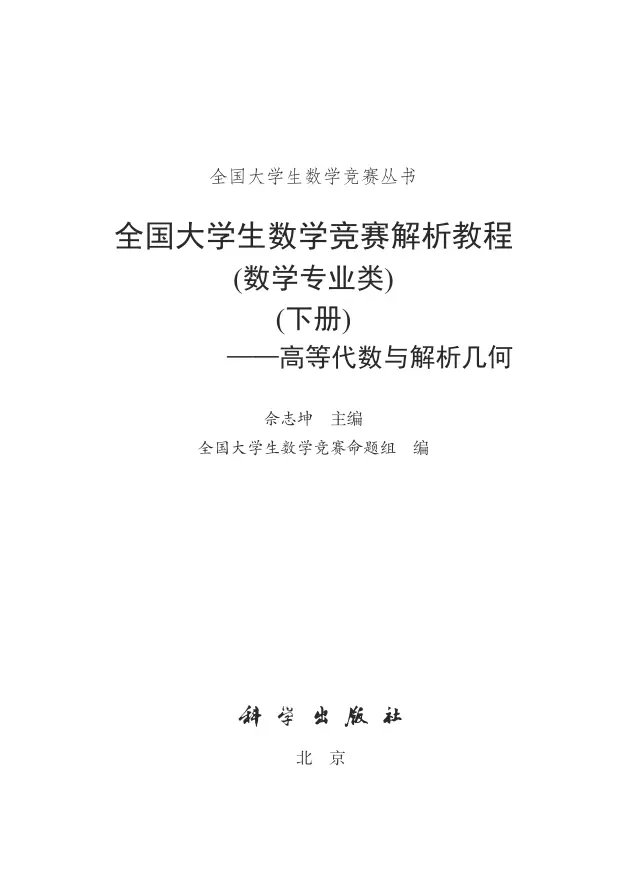 全国大学生数学竞赛丛书
全国大学生数学竞赛解析教程
(数学专业类)
(下册)
——高等代数与解析几何
佘志坤　主编
全国大学生数学竞赛命题组　编
科学出版社
北　京